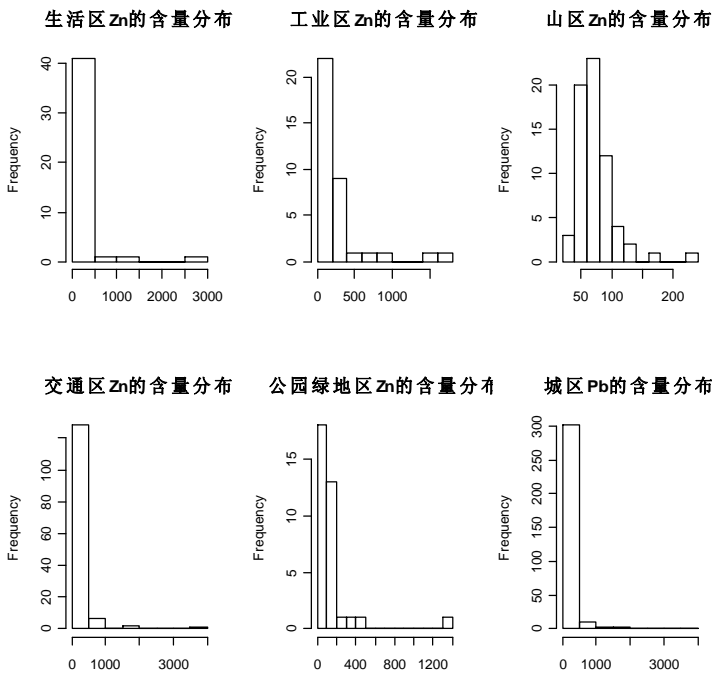 生活区Zn的含量分布
工业区Zn的含量分布
山区Zn的含量分布
Frequency
0 10 20 30 40
0 1000 2000 3000
Frequency
0 5 10 15 20
0 500 1000
Frequency
0 5 10 15 20
50 100 200
交通区Zn的含量分布
公园绿地区Zn的含量分布
城区Pb的含量分布
Frequency
0 20 40 60 80 100
0 1000 3000
Frequency
0 5 10 15
0 400 800 1200
Frequency
0 50 100 150 200 250 300
0 1000 3000